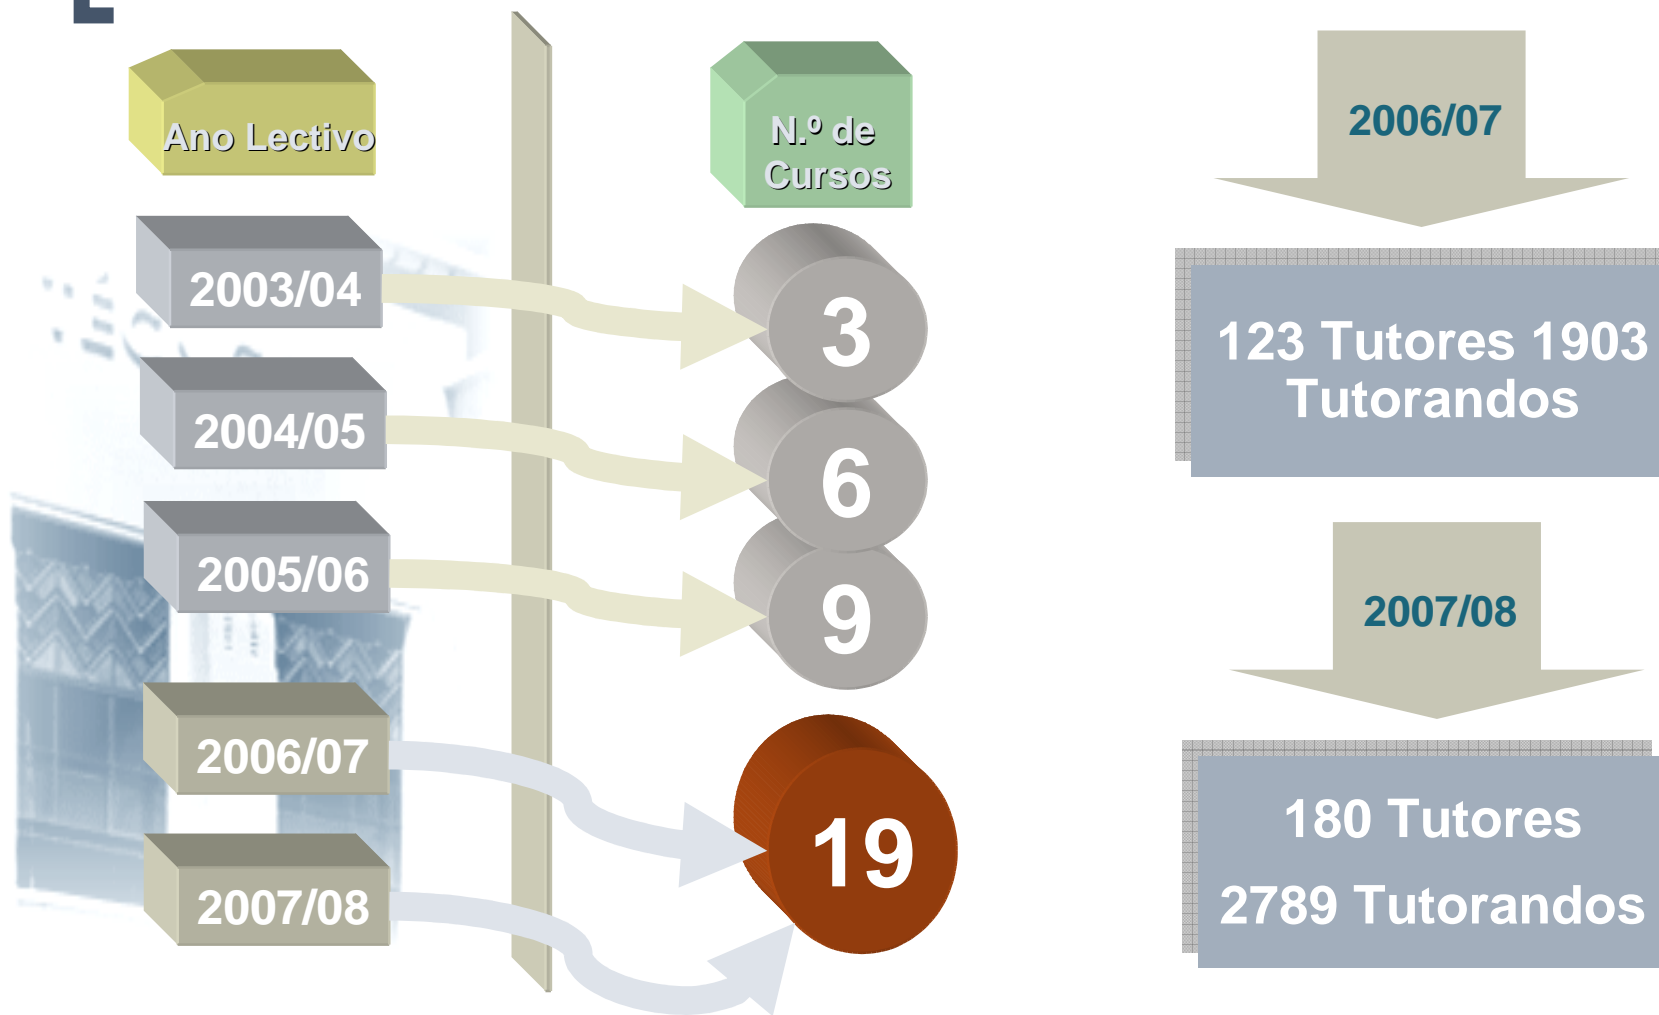 Ano Lectivo
N.º de
Cursos
2003/04
3
2004/05
6
2005/06
9
2006/07
19
2007/08
2006/07
123 Tutores 1903
Tutorandos
2007/08
180 Tutores
2789 Tutorandos